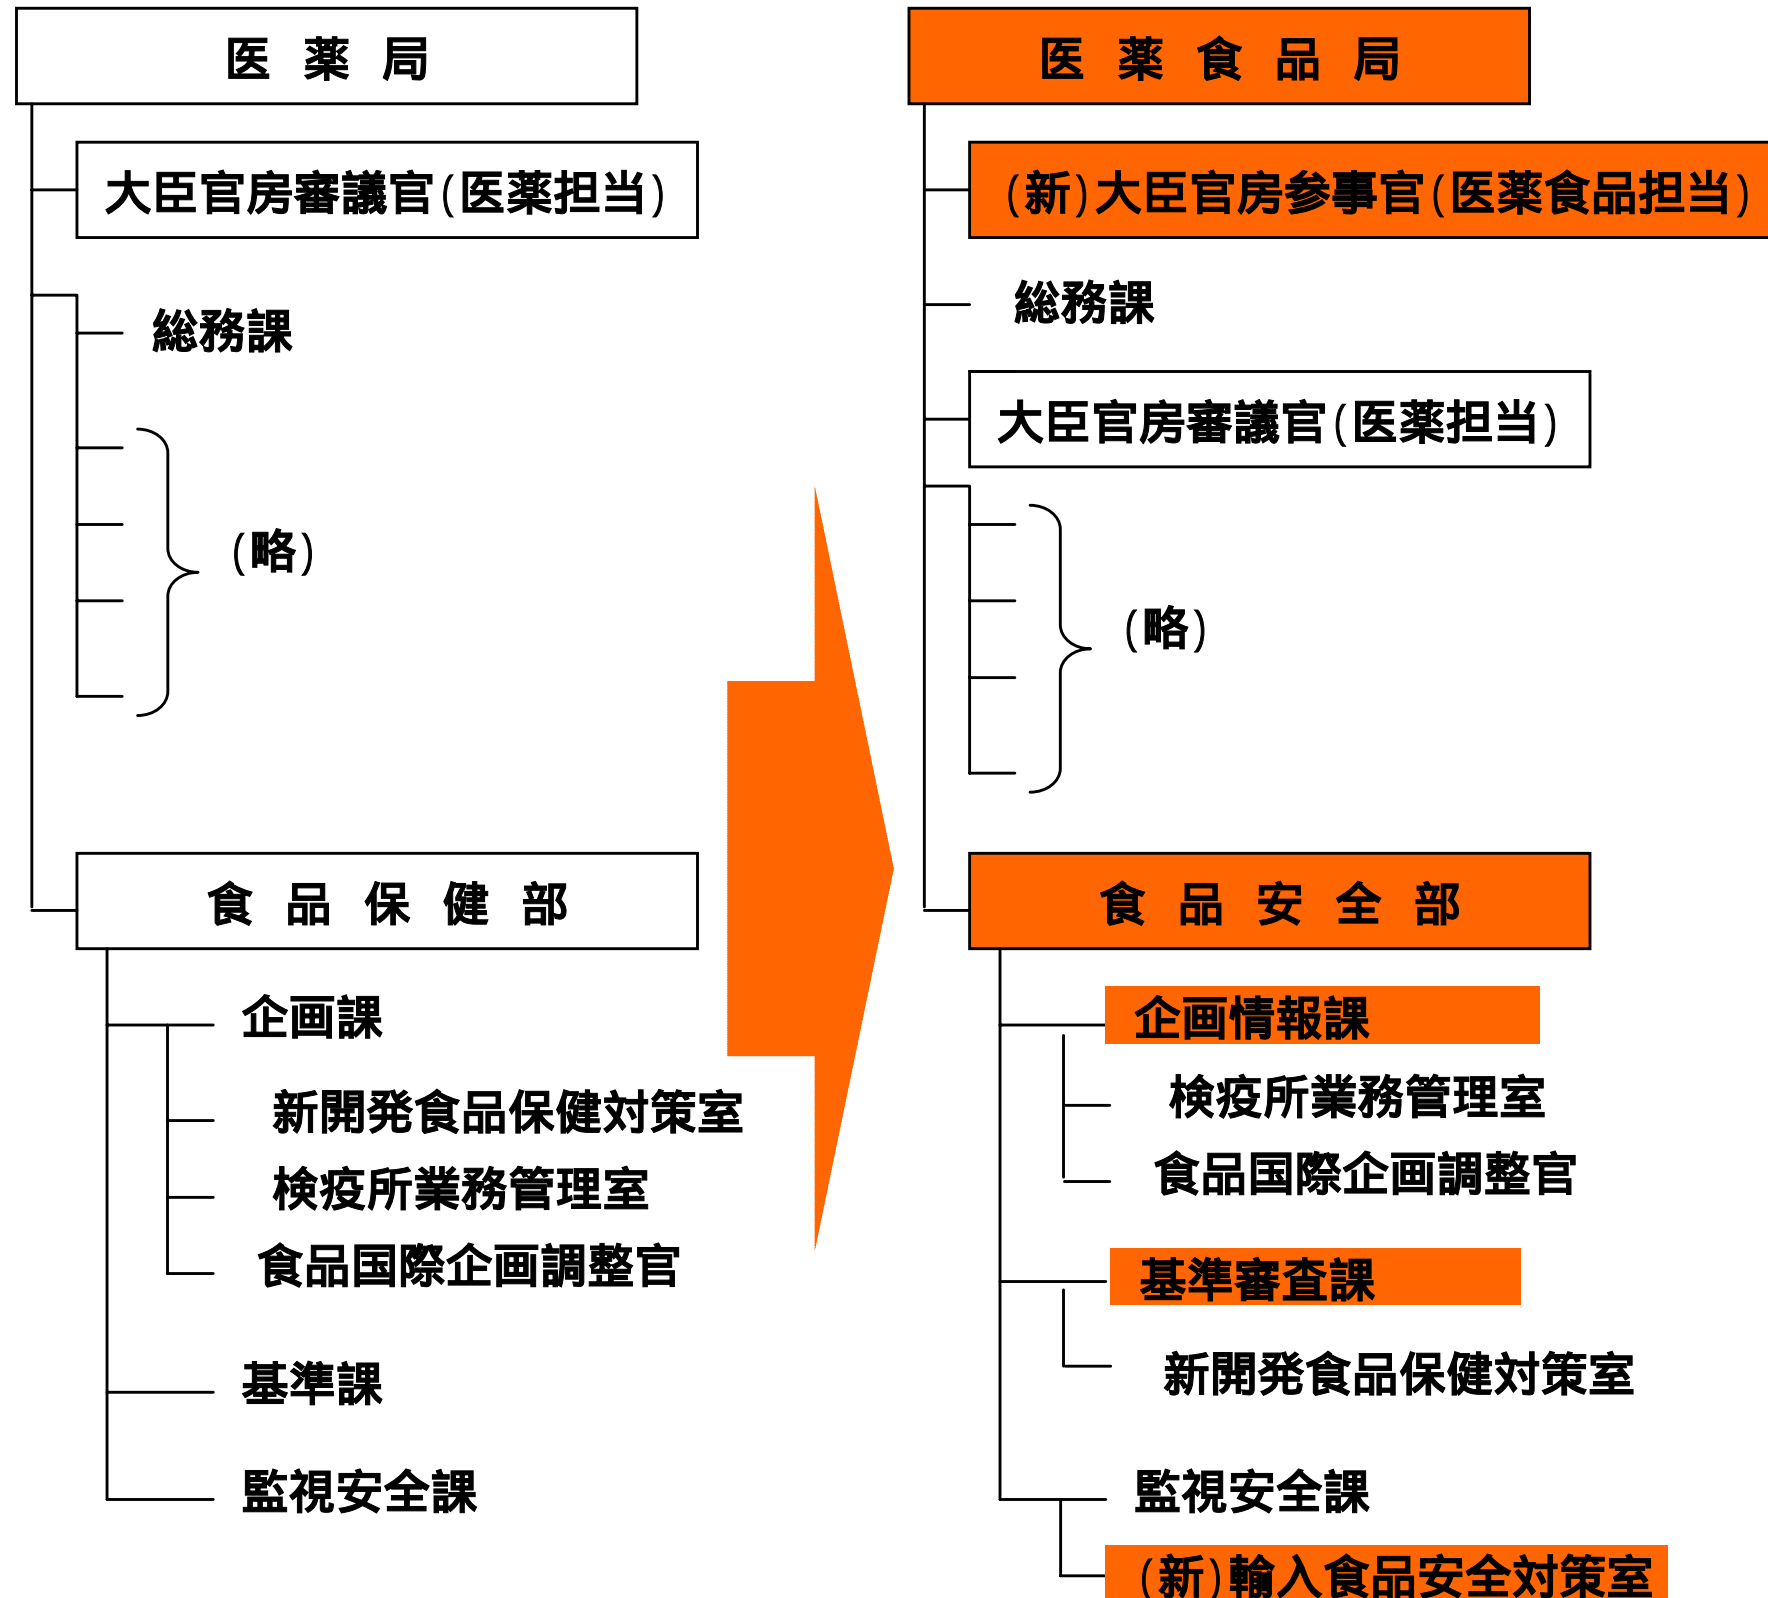 医薬局
大臣官房審議官(医薬担当)
総務課
(略)
食品保健部
企画課
新開発食品保健対策室
検疫所業務管理室
食品国際企画調整官
基準課
監視安全課
医薬食品局
(新)大臣官房参事官(医薬食品担当)
総務課
大臣官房審議官(医薬担当)
(略)
食品安全部
企画情報課
検疫所業務管理室
食品国際企画調整官
基準審査課
新開発食品保健対策室
監視安全課
(新)輸入食品安全対策室